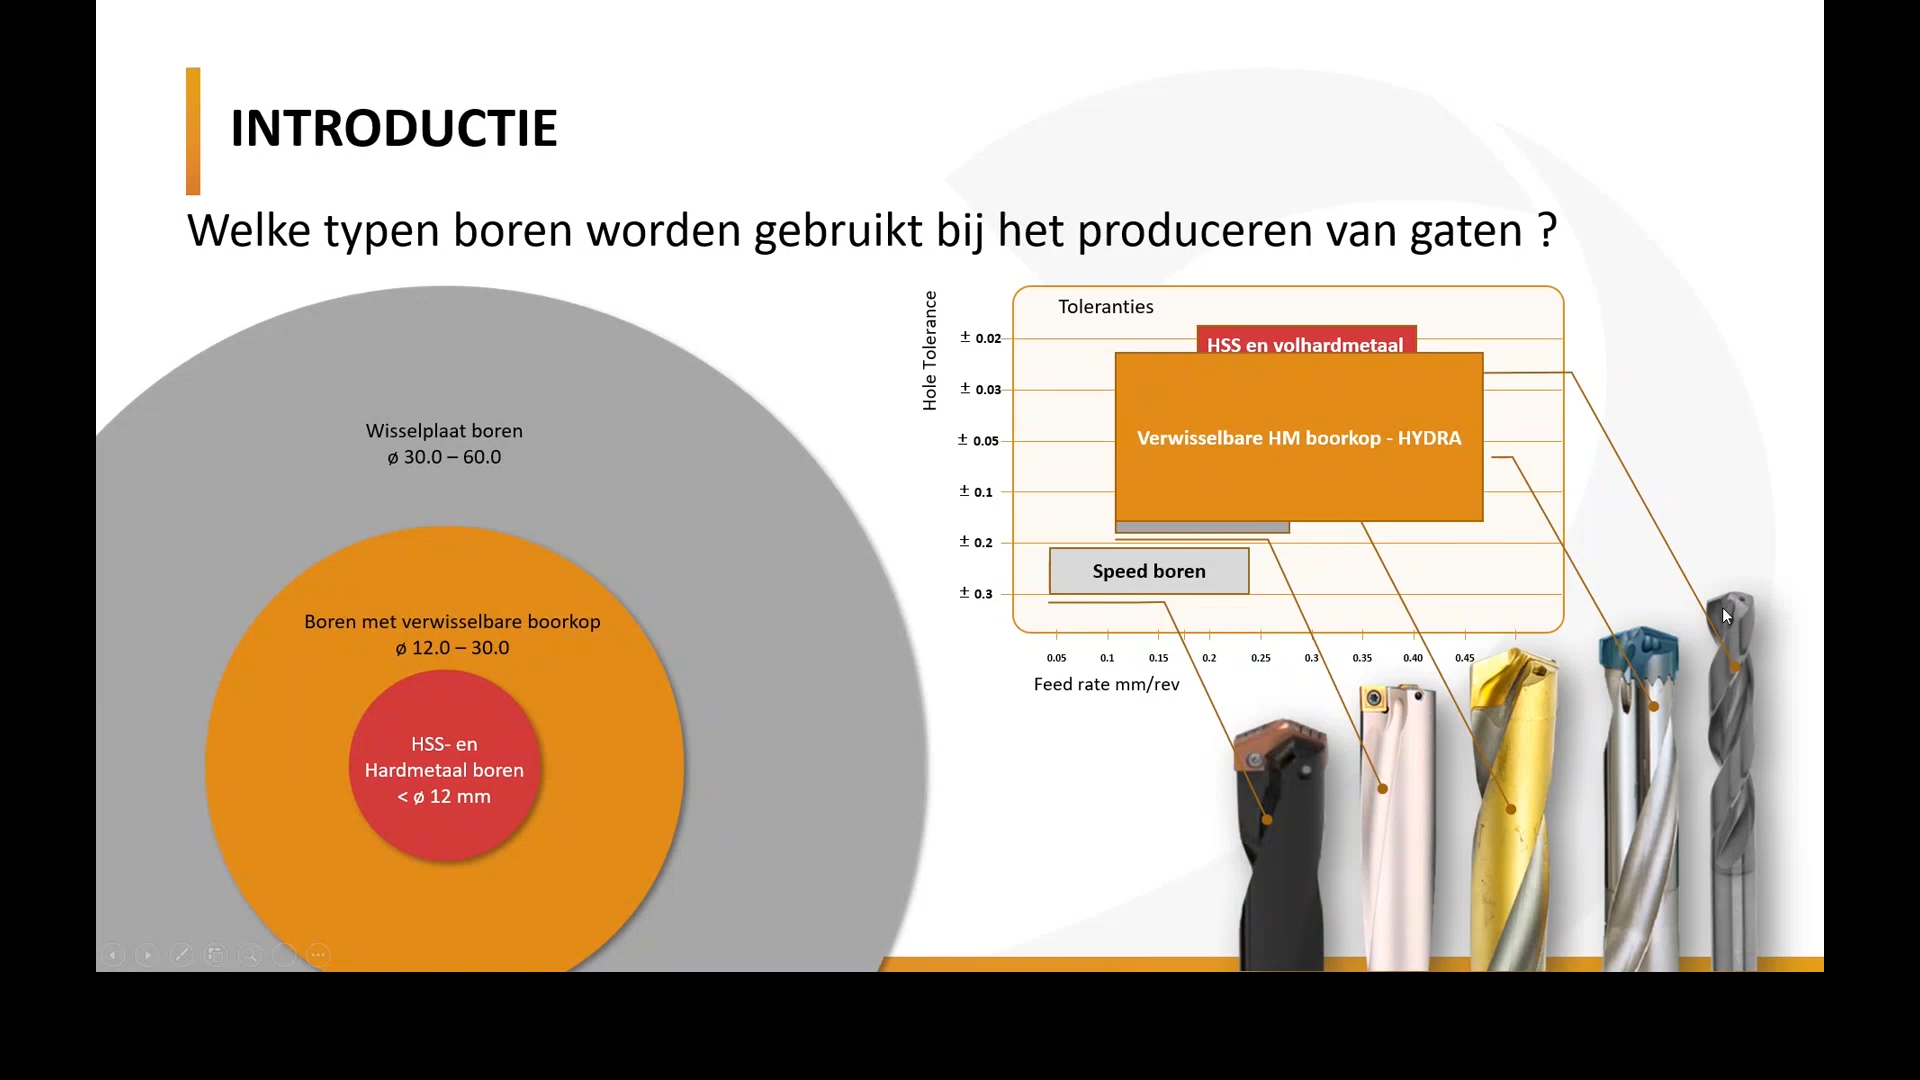 INTRODUCTIE
Welke typen boren worden gebruikt bij het produceren van gaten ?
Wisselplaat boren
ø 30.0 – 60.0
Boren met verwisselbare boorkop
ø 12.0 – 30.0
HSS- en
Hardmetaal boren
< ø 12 mm
Hole Tolerance
Toleranties
± 0.02
± 0.03
± 0.05
± 0.1
± 0.2
± 0.3
HSS en volhardmetaal
Verwisselbare HM boorkop - HYDRA
Speed boren
0.05 0.1 0.15 0.2 0.25 0.3 0.35 0.40 0.45
Feed rate mm/rev